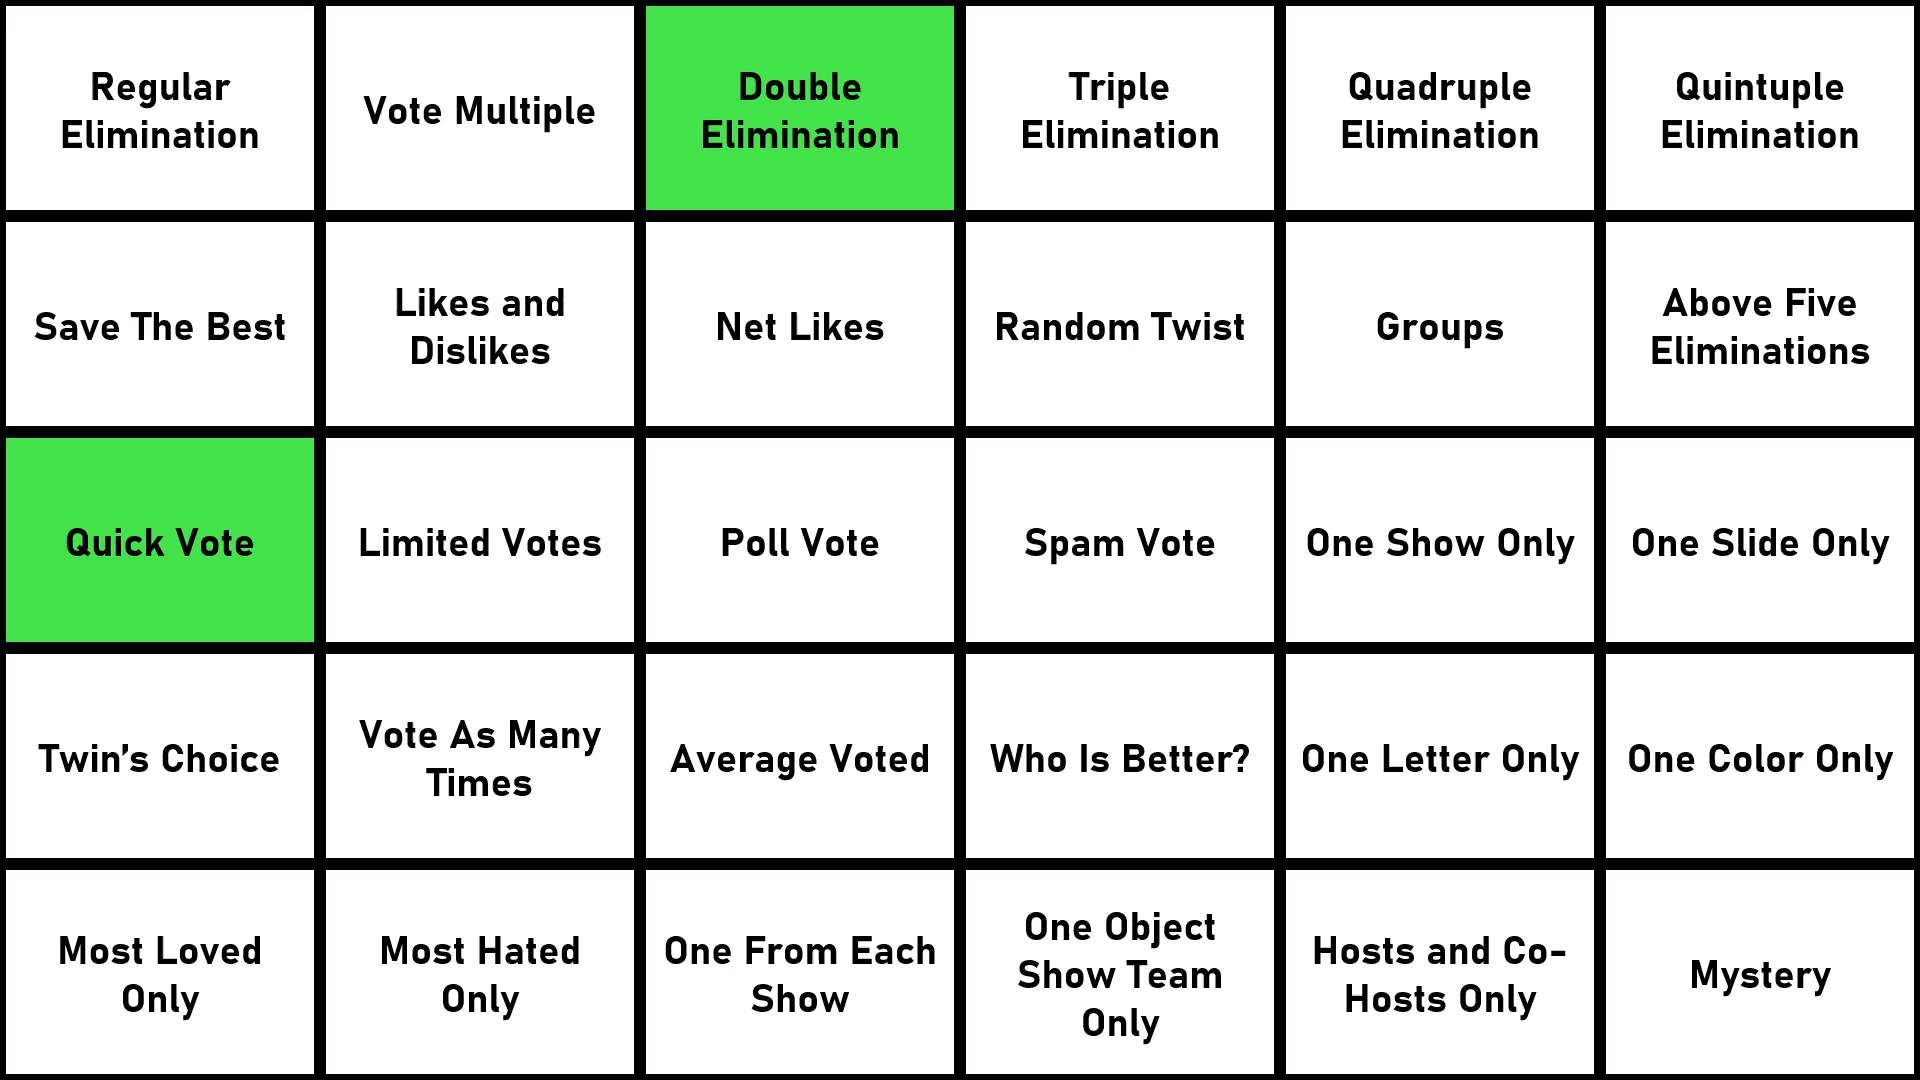 Regular
Elimination
Vote Multiple
Double
Elimination
Triple
Elimination
Quadruple
Elimination
Quintuple
Elimination
Save The Best
Likes and
Dislikes
Net Likes
Random Twist
Groups
Above Five
Eliminations
Quick Vote
Limited Votes
Poll Vote
Spam Vote
One Show Only
One Slide Only
Twin's Choice
Vote As Many
Times
Average Voted
Who Is Better?
One Letter Only
One Color Only
Most Loved
Only
Most Hated
Only
One From Each
Show
One Object
Show Team
Only
Hosts and Co-
Hosts Only
Mystery